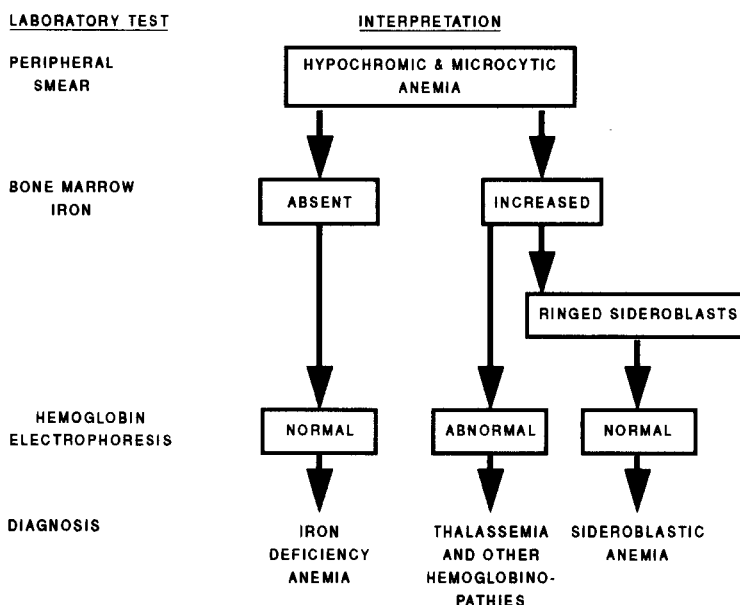 LABORATORY TEST
INTERPRETATION
PERIPHERAL
SMEAR
HYPOCHROMIC & MICROCYTIC
ANEMIA
BONE MARROW
IRON
ABSENT
INCREASED
RINGED SIDEROBLASTS
HEMOGLOBIN
ELECTROPHORESIS
NORMAL
ABNORMAL
NORMAL
DIAGNOSIS
IRON
DEFICIENCY
ANEMIA
THALASSEMIA
AND OTHER
HEMOGLOBINO-
PATHIES
SIDEROBLASTIC
ANEMIA